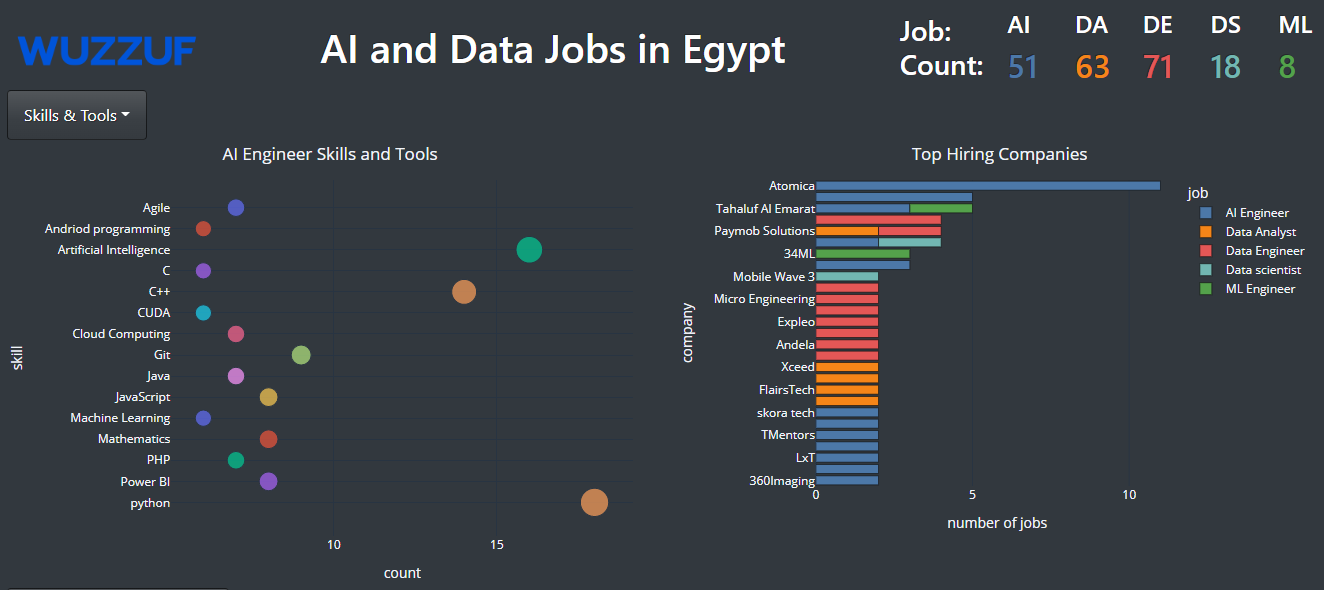 WUZZUF
AI and Data Jobs in Egypt
Job: AI DA DE DS ML
Count: 51 63 71 18 8
Skills & Tools
AI Engineer Skills and Tools
skill
Agile
Andriod programming
Artificial Intelligence
C
C++
CUDA
Cloud Computing
Git
Java
JavaScript
Machine Learning
Mathematics
PHP
Power BI
python
10 15
count
Top Hiring Companies
company
Atomica
Tahaluf Al Emarat
Paymob Solutions
34ML
Mobile Wave 3
Micro Engineering
Expleo
Andela
Xceed
FlairsTech
skora tech
TMentors
LxT
360Imaging
0 5 10
number of jobs
job
AI Engineer
Data Analyst
Data Engineer
Data scientist
ML Engineer